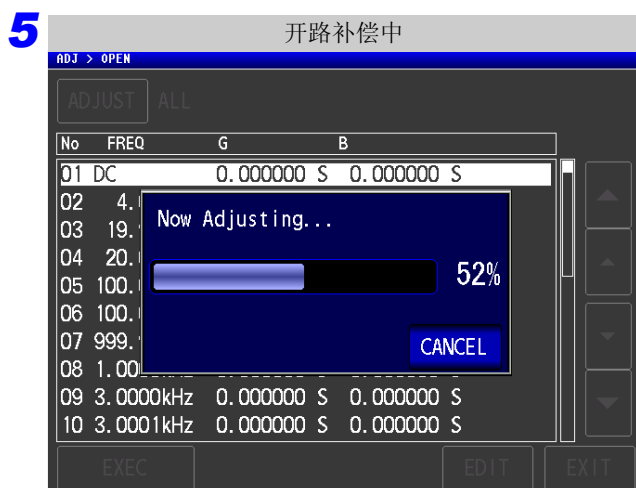 5
开路补偿中
ADJ > OPEN
ADJUST ALL
No FREQ G B
01 DC 0.000000 S 0.000000 S
02 4.
Now Adjusting...
03 19.
04 20.
52%
05 100.
06 100.
07 999.
CANCEL
08 1.00
09 3.0000kHz 0.000000 S 0.000000 S
10 3.0001kHz 0.000000 S 0.000000 S
EXEC EDIT EXIT